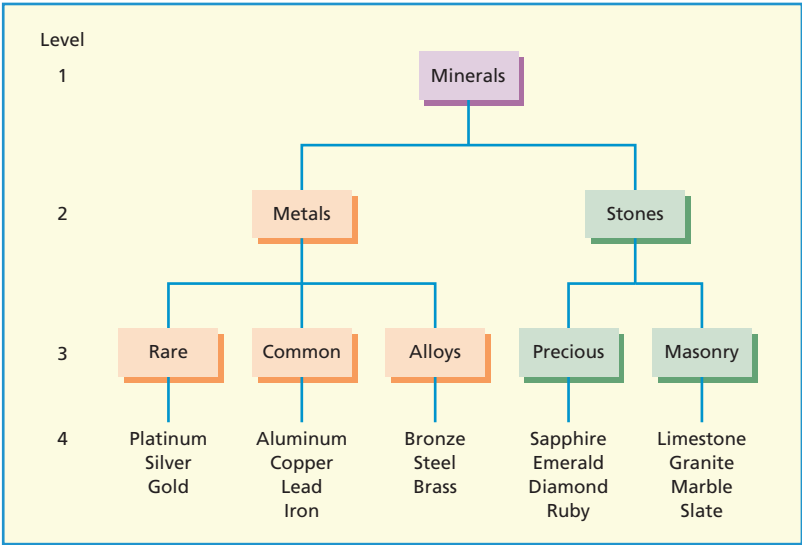 Level
1 Minerals
2 Metals Stones
3 Rare Common Alloys Precious Masonry
4 Platinum Aluminum Bronze Sapphire Limestone
Silver Copper Steel Emerald Granite
Gold Lead Brass Diamond Marble
Iron Ruby Slate